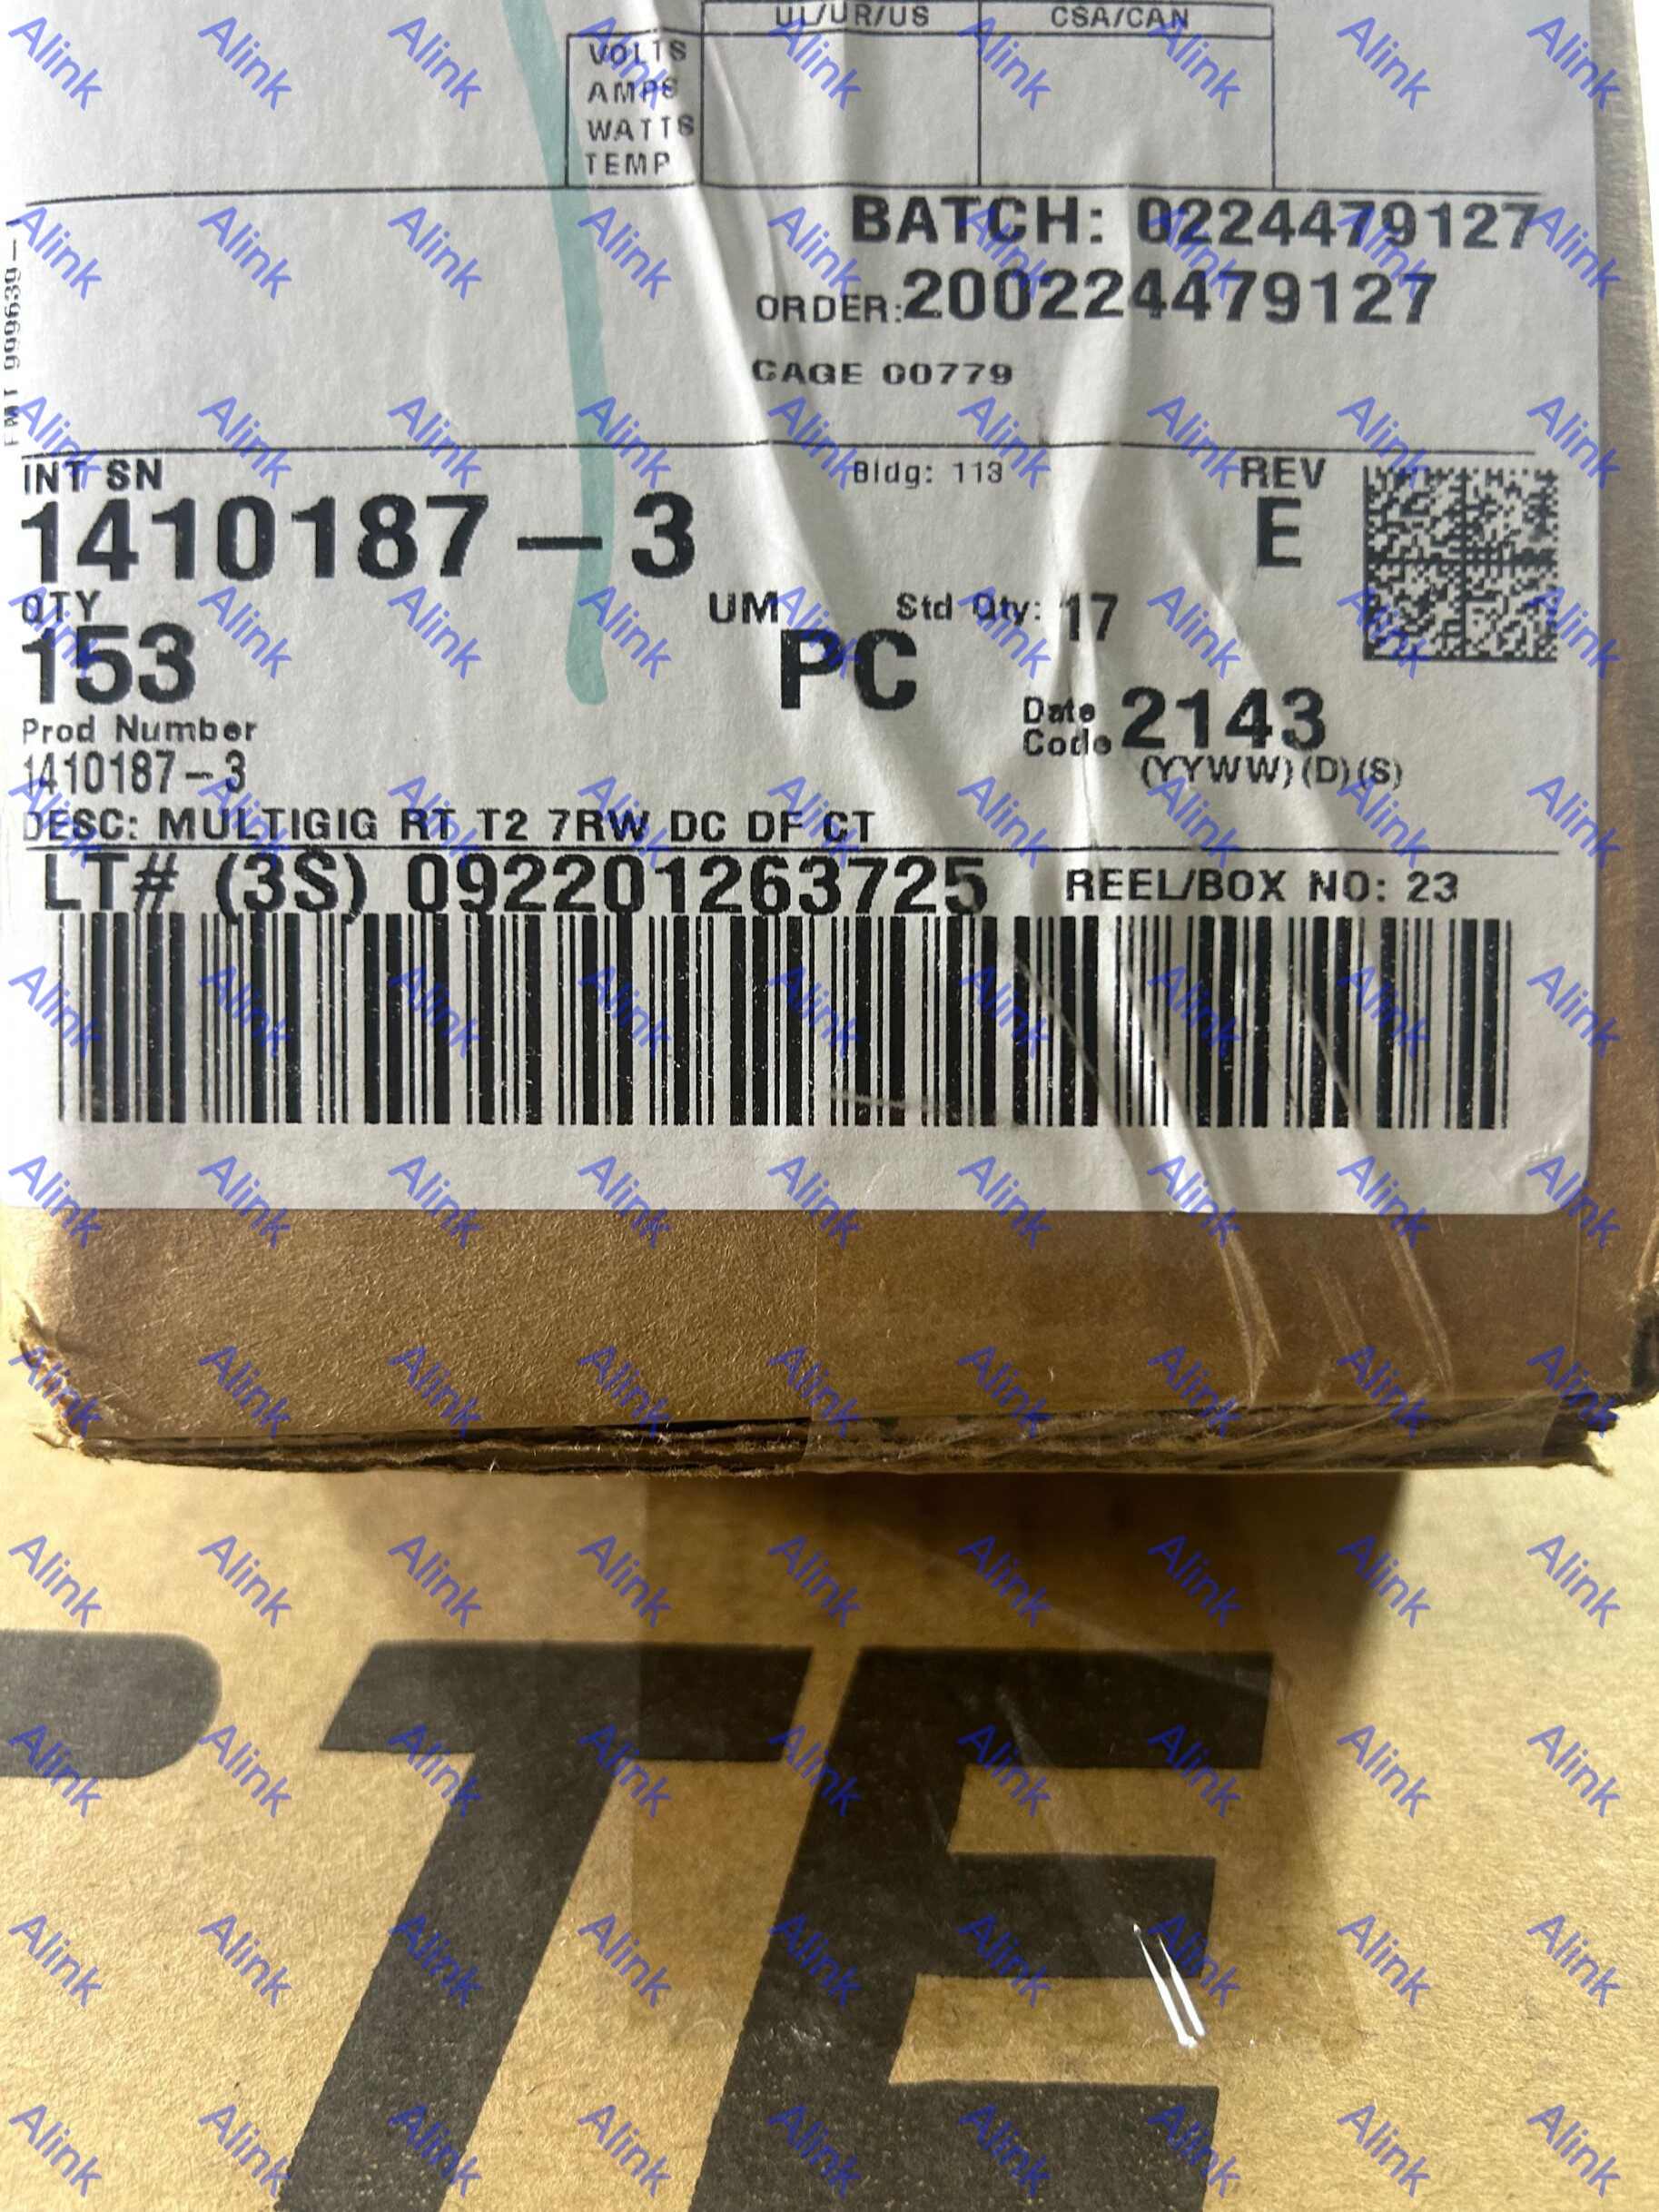 UL/UR/US CSA/CAN
VOLTS
AMPS
WATTS
TEMP
BATCH: 0224479127
ORDER:200224479127
CAGE 00779
INT SN Bldg: 113 REV
1410187-3 E
QTY UM Std Qty: 17
153 PC
Date Code 2143
Prod Number
(YYWW)(D)(S)
1410187-3
DESC: MULTIGIG RT T2 7RW DC DF CT
LT# (3S) 092201263725 REEL/BOX NO: 23
TE
Alink